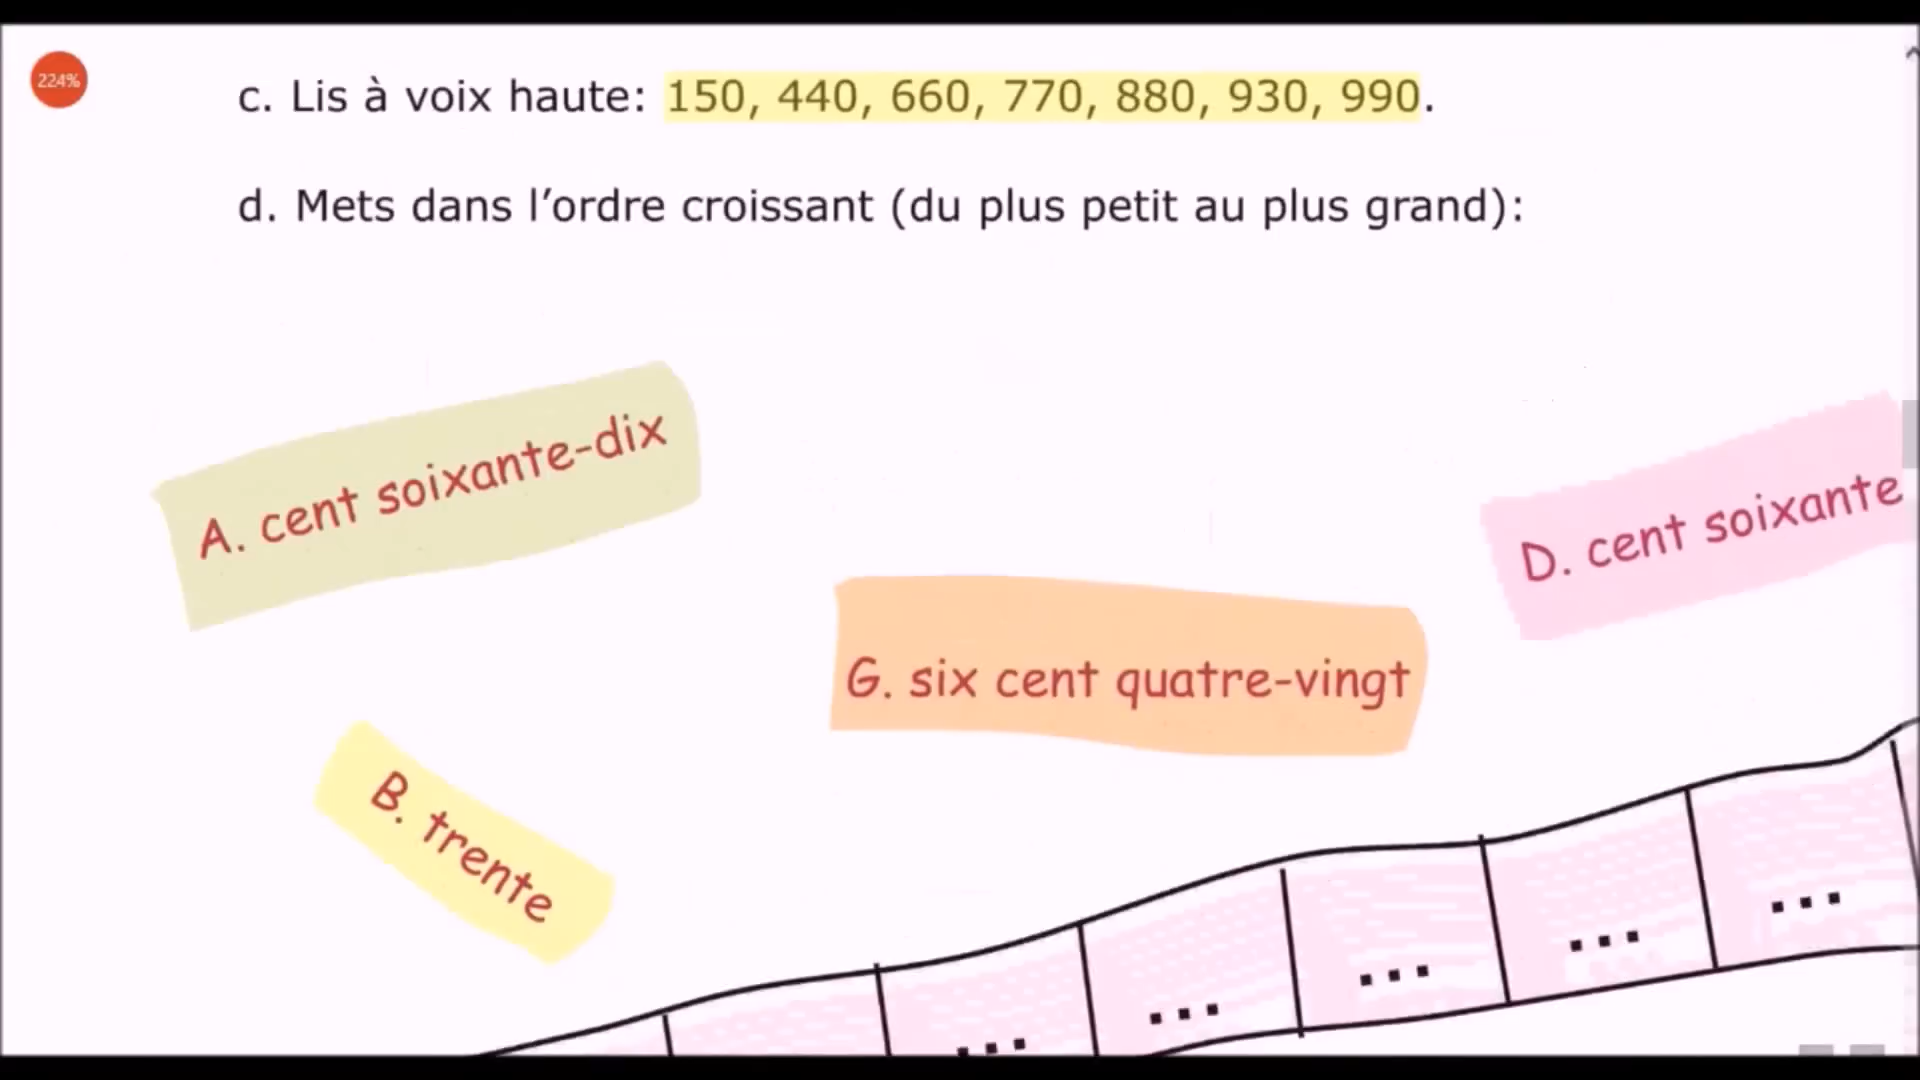 224%
c. Lis à voix haute: 150, 440, 660, 770, 880, 930, 990.
d. Mets dans l’ordre croissant (du plus petit au plus grand):
A. cent soixante-dix
D. cent soixante
G. six cent quatre-vingt
B. trente
...
...
...
...
...